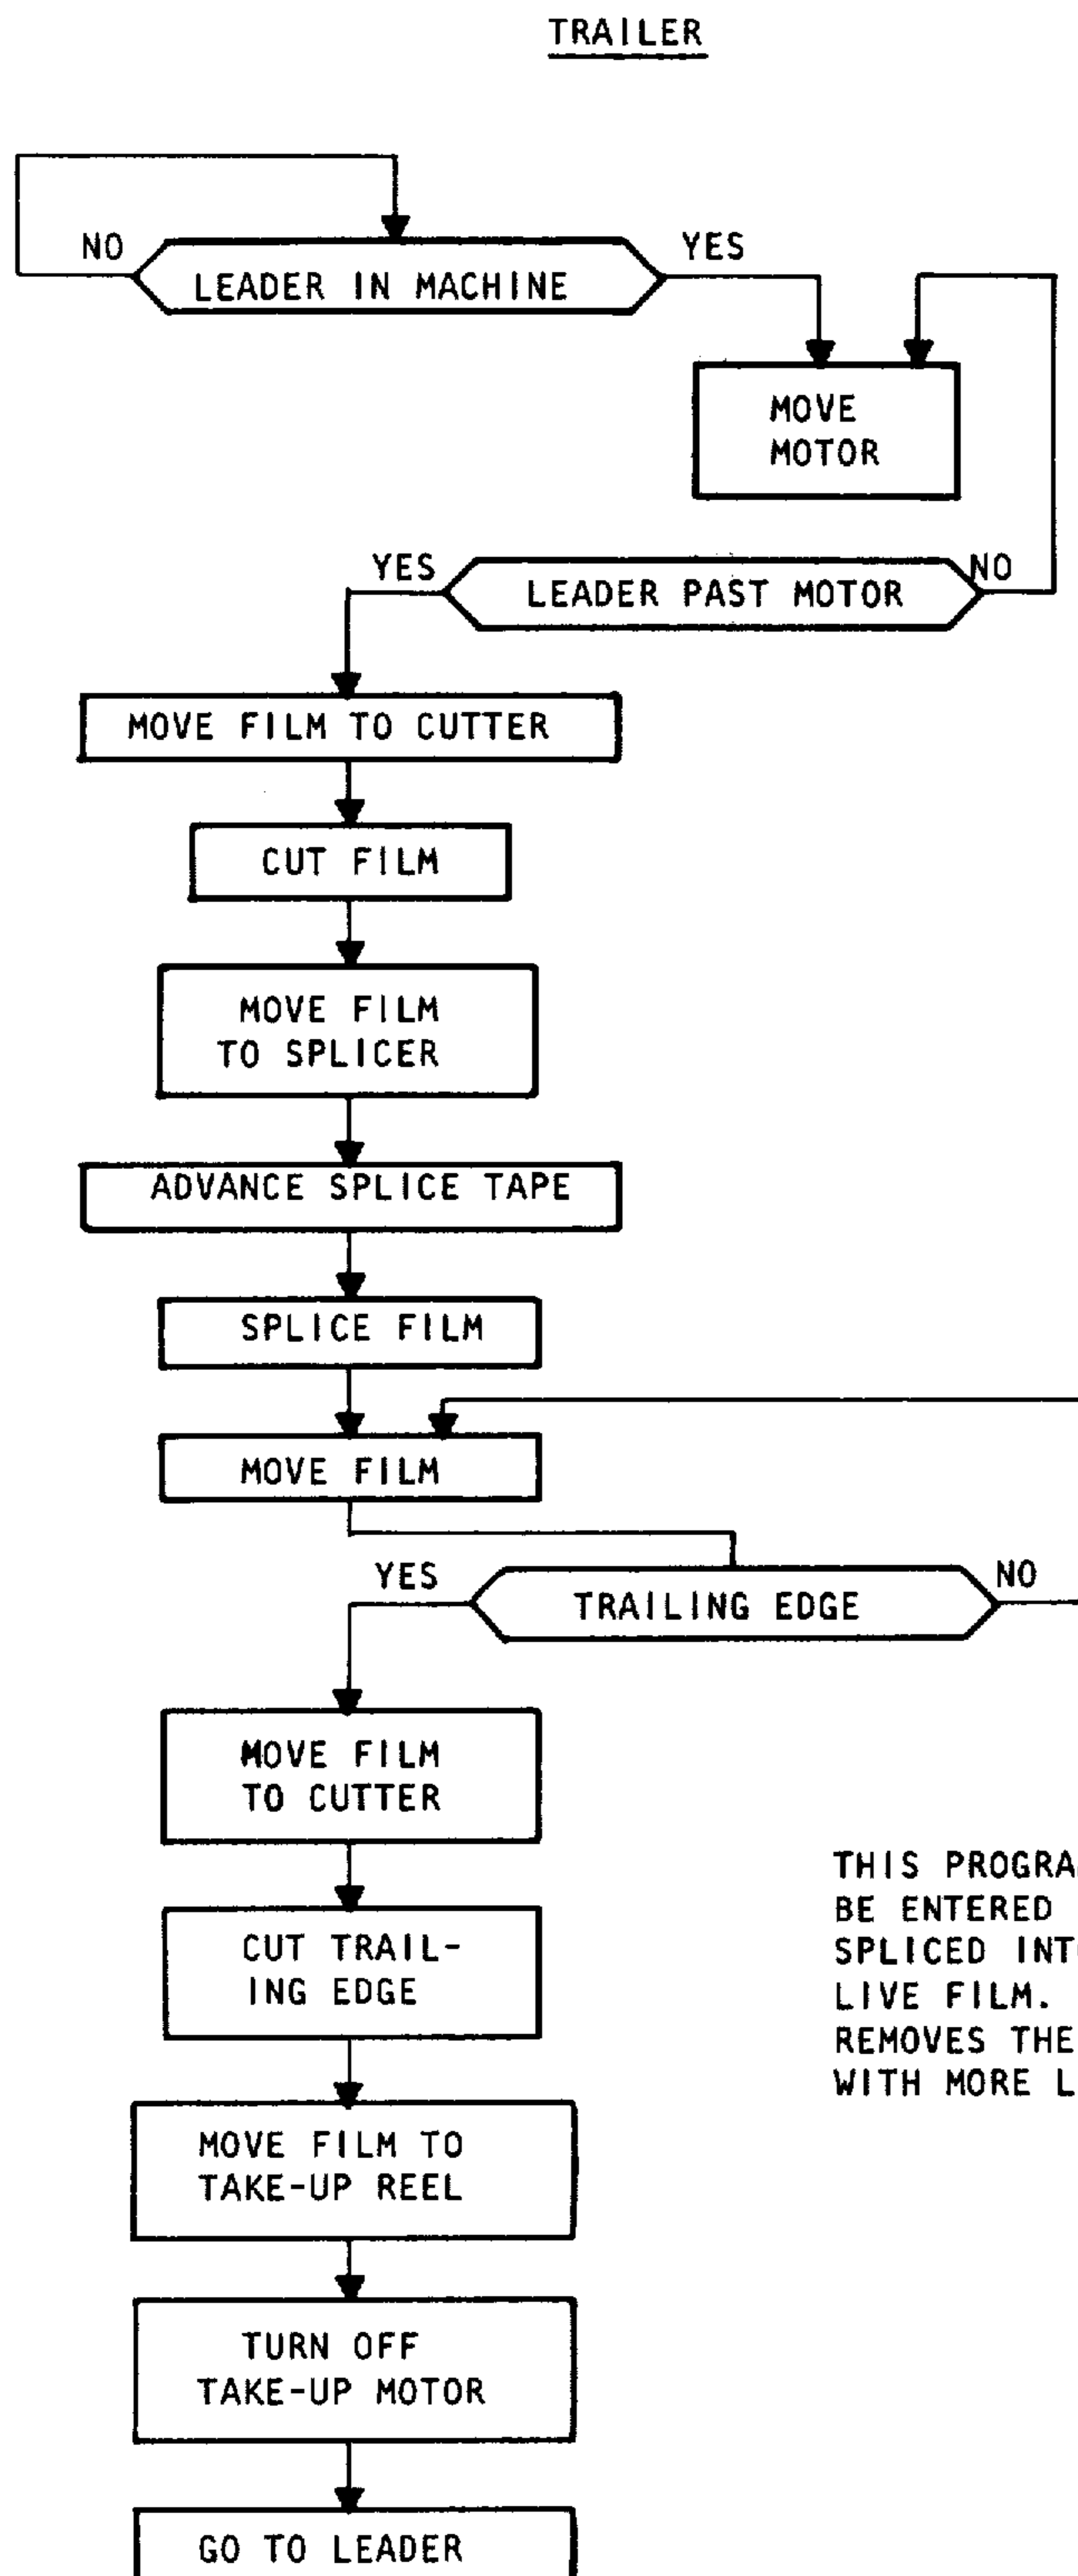 TRAILER
NO
LEADER IN MACHINE
YES
MOVE
MOTOR
YES
LEADER PAST MOTOR
NO
MOVE FILM TO CUTTER
CUT FILM
MOVE FILM
TO SPLICER
ADVANCE SPLICE TAPE
SPLICE FILM
MOVE FILM
YES
TRAILING EDGE
NO
MOVE FILM
TO CUTTER
CUT TRAIL-
ING EDGE
THIS
BE ENTERED
SPLICED
LIVE FILM.
REMOVES THE
WITH MORE
MOVE FILM TO
TAKE-UP REEL
TURN OFF
TAKE-UP MOTOR
GO TO LEADER